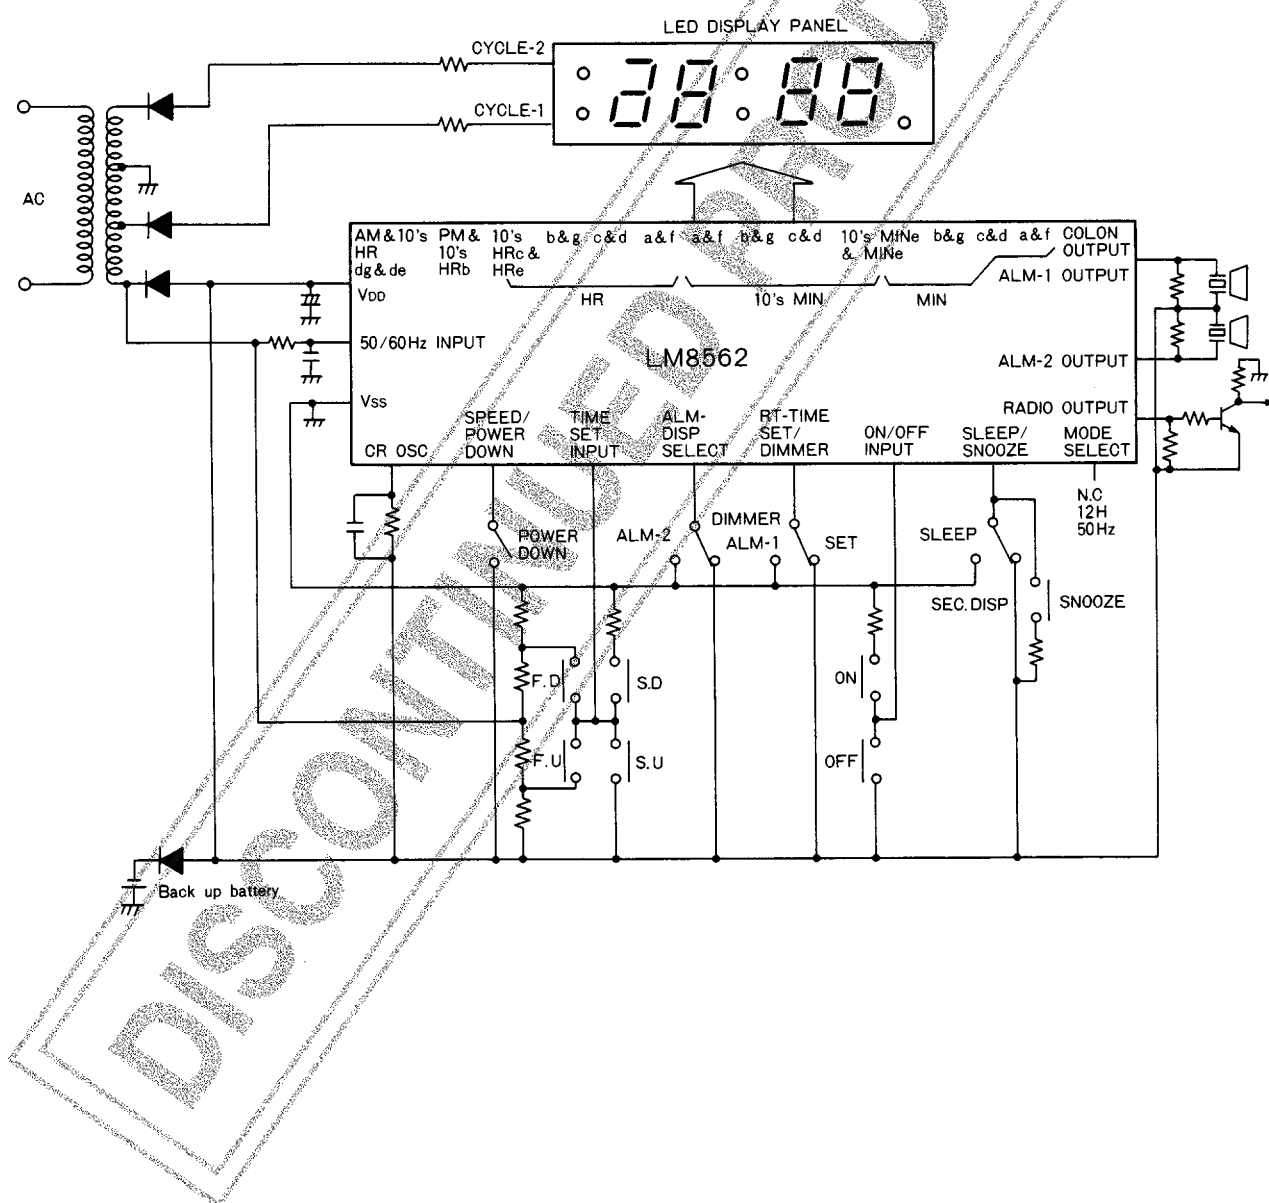 LED DISPLAY PANEL
CYCLE-2
CYCLE-1
AC
AM&10's HR dg&de
PM& 10's HRb
10's HRc& HRe
b&g c&d a&f
a&f b&g c&d
10's MINe & MINe
b&g c&d a&f
COLON OUTPUT
HR
10's MIN
MIN
VDD
ALM-1 OUTPUT
50/60Hz INPUT
LM8562
ALM-2 OUTPUT
VSS
RADIO OUTPUT
CR OSC
SPEED/ POWER DOWN
TIME SET INPUT
ALM- DISP SELECT
RT-TIME SET/ DIMMER
ON/OFF INPUT
SLEEP/ SNOOZE
MODE SELECT
N.C
12H
50Hz
POWER DOWN
ALM-2
DIMMER
ALM-1
SET
SLEEP
SEC.DISP
SNOOZE
F.D
S.D
ON
F.U
S.U
OFF
Back up battery
DISCONTINUED PROD